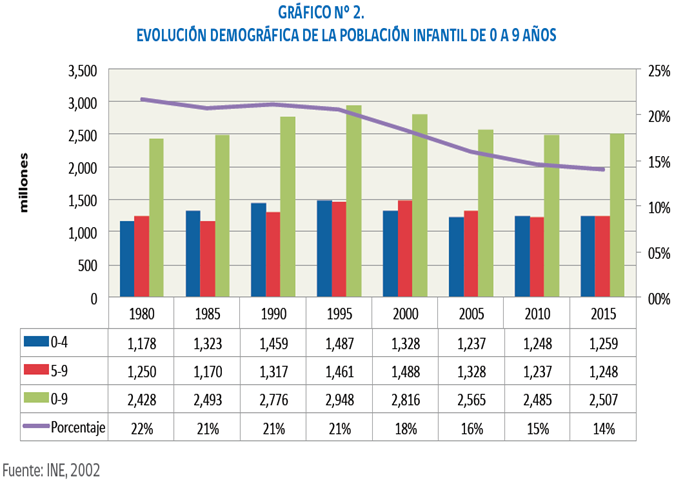 GRÁFICO Nº 2.
EVOLUCIÓN DEMOGRÁFICA DE LA POBLACIÓN INFANTIL DE 0 A 9 AÑOS
millones
3,500
3,000
2,500
2,000
1,500
1,000
500
0
25%
20%
15%
10%
05%
00%
1980 1985 1990 1995 2000 2005 2010 2015
0-4 1,178 1,323 1,459 1,487 1,328 1,237 1,248 1,259
5-9 1,250 1,170 1,317 1,461 1,488 1,328 1,237 1,248
0-9 2,428 2,493 2,776 2,948 2,816 2,565 2,485 2,507
Porcentaje 22% 21% 21% 21% 18% 16% 15% 14%
Fuente: INE, 2002